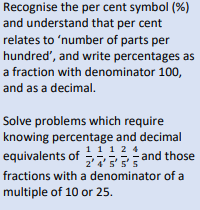 Recognise the per cent symbol (%)
and understand that per cent
relates to ‘number of parts per
hundred’, and write percentages as
a fraction with denominator 100,
and as a decimal.
Solve problems which require
knowing percentage and decimal
equivalents of 1/2, 1/4, 1/5, 2/5, 4/5 and those
fractions with a denominator of a
multiple of 10 or 25.